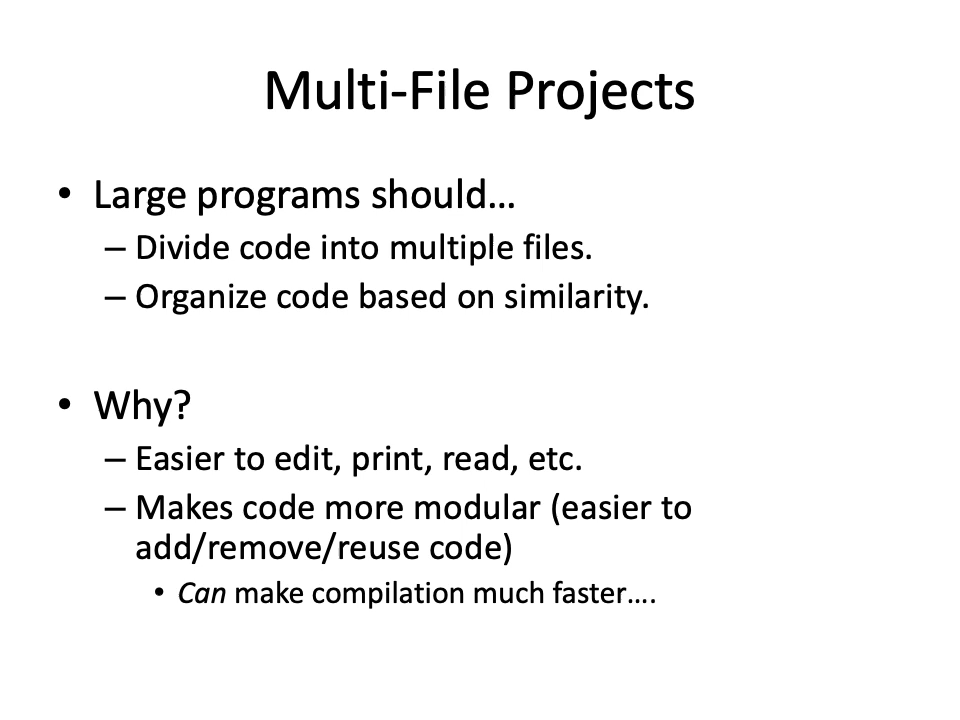 Multi-File Projects
• Large programs should…
– Divide code into multiple files.
– Organize code based on similarity.
• Why?
– Easier to edit, print, read, etc.
– Makes code more modular (easier to
add/remove/reuse code)
• Can make compilation much faster….